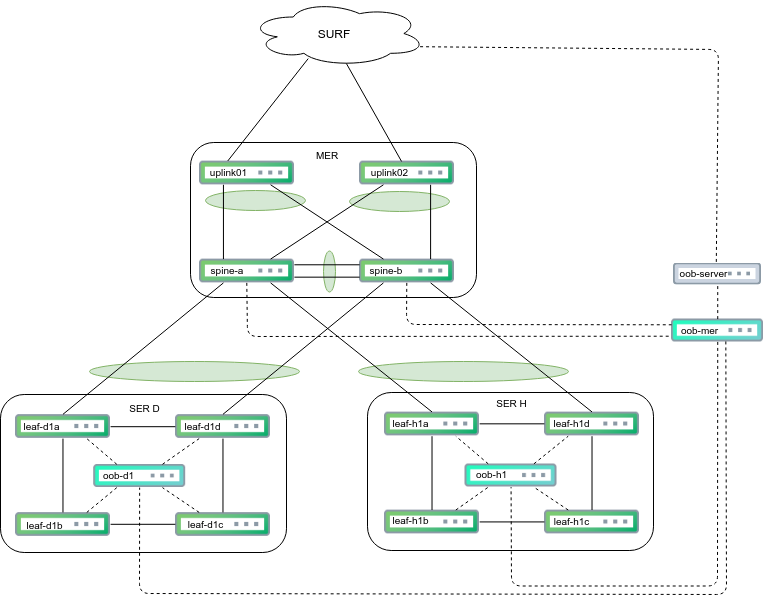 SURF
MER
uplink01
uplink02
spine-a
spine-b
oob-server
oob-mer
SER D
leaf-d1a
leaf-d1d
oob-d1
leaf-d1b
leaf-d1c
SER H
leaf-h1a
leaf-h1d
oob-h1
leaf-h1b
leaf-h1c